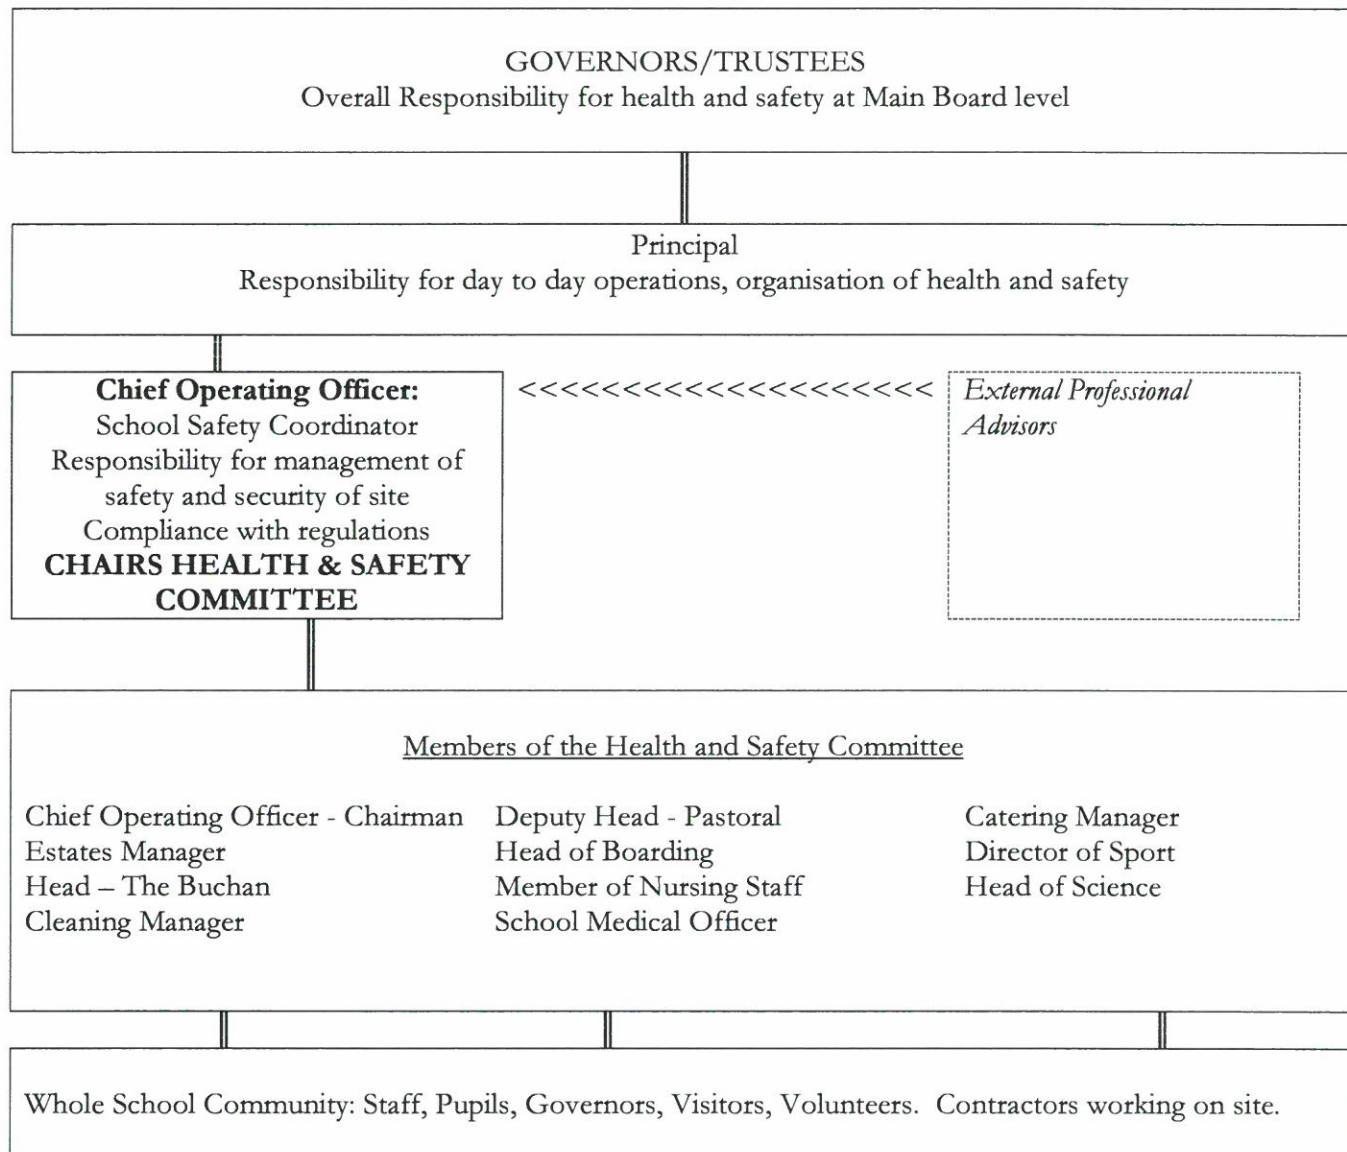 GOVERNORS/TRUSTEES
Overall Responsibility for health and safety at Main Board level
Principal
Responsibility for day to day operations, organisation of health and safety
Chief Operating Officer:
School Safety Coordinator
Responsibility for management of
safety and security of site
Compliance with regulations
CHAIRS HEALTH & SAFETY
COMMITTEE
<<<<<<<<<<<<<<<<<<<<
External Professional
Advisors
Members of the Health and Safety Committee
Chief Operating Officer - Chairman
Estates Manager
Head – The Buchan
Cleaning Manager
Deputy Head - Pastoral
Head of Boarding
Member of Nursing Staff
School Medical Officer
Catering Manager
Director of Sport
Head of Science
Whole School Community: Staff, Pupils, Governors, Visitors, Volunteers.  Contractors working on site.